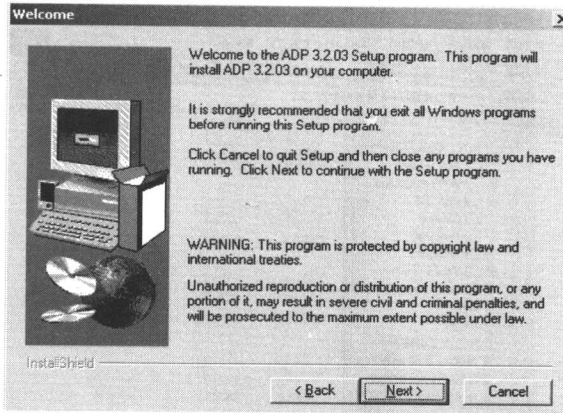 Welcome
Welcome to the ADP 3.2.03 Setup program. This program will
install ADP 3.2.03 on your computer.
It is strongly recommended that you exit all Windows programs
before running this Setup program.
Click Cancel to quit Setup and then close any programs you have
running. Click Next to continue with the Setup program.
WARNING: This program is protected by copyright law and
international treaties.
Unauthorized reproduction or distribution of this program, or any
portion of it, may result in severe civil and criminal penalties, and
will be prosecuted to the maximum extent possible under law.
InstallShield
< Back Next > Cancel